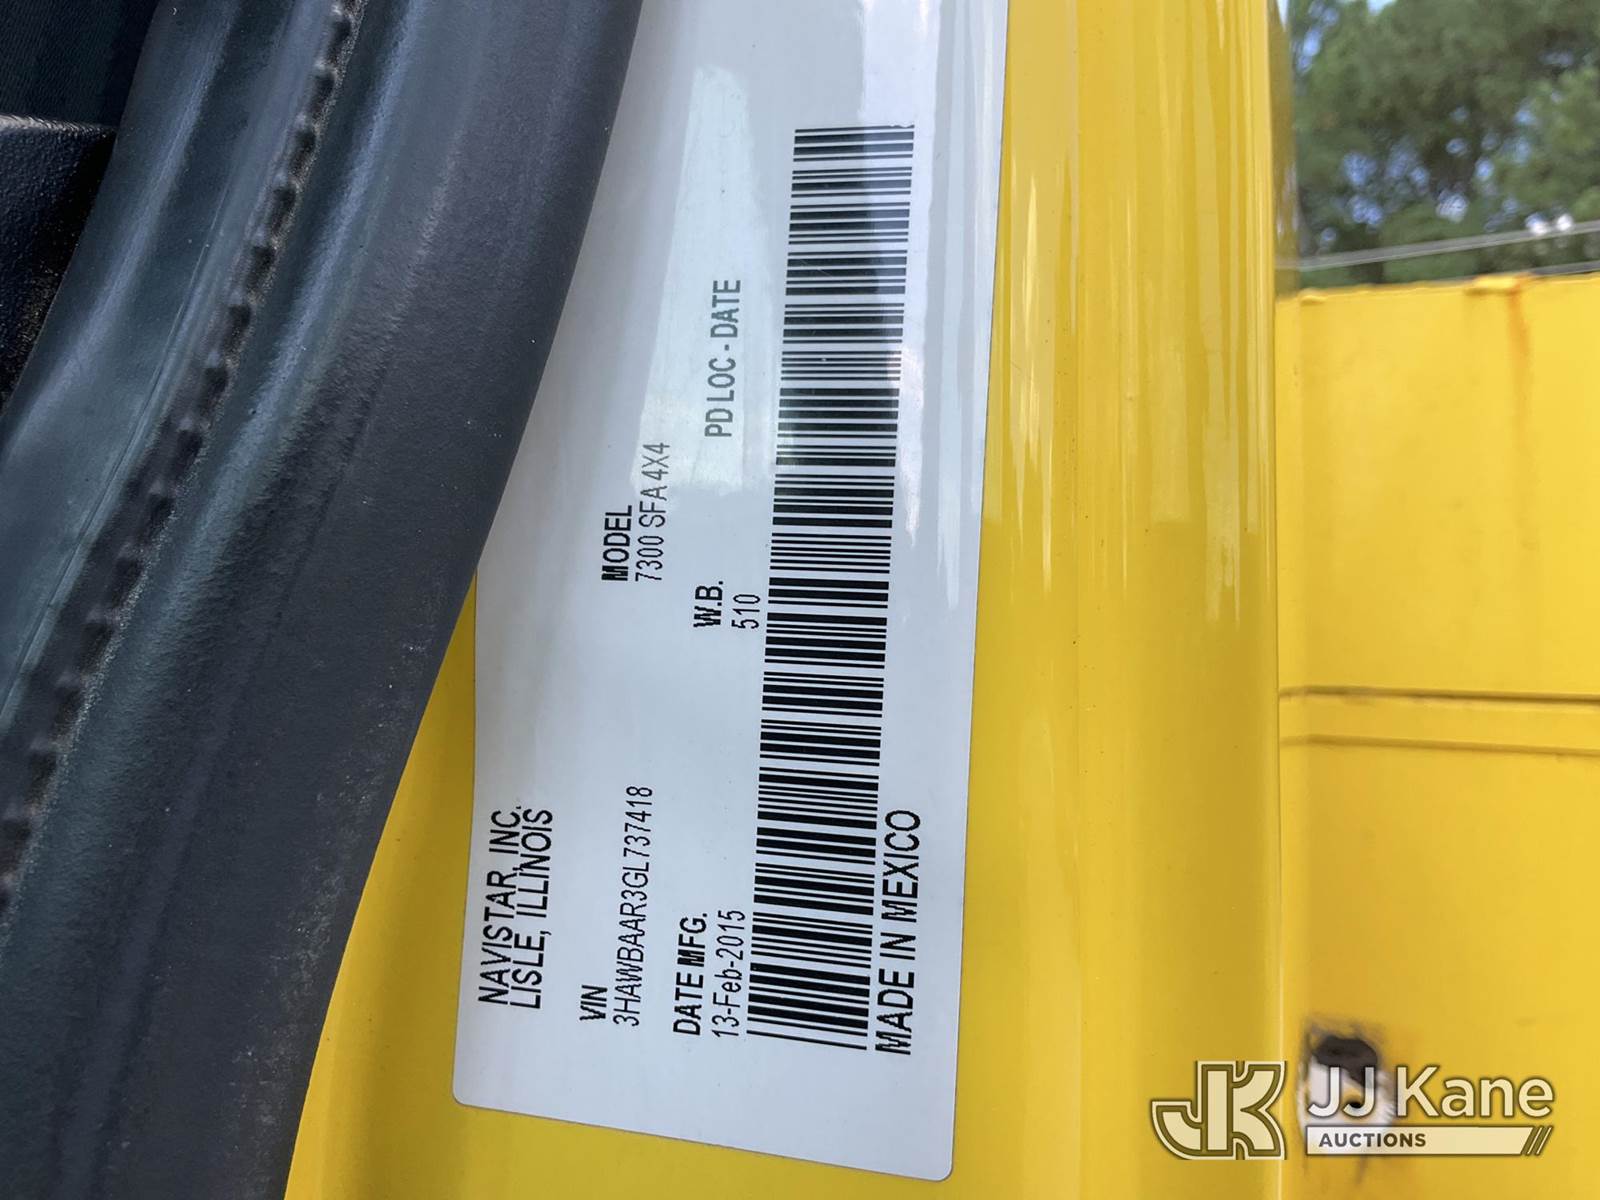 NAVISTAR, INC.
LISLE, ILLINOIS
VIN
3HAWBAAR3GL737418
MODEL
7300 SFA 4X4
DATE MFG.
13-Feb-2015
W.B.
510
PD LOC - DATE
MADE IN MEXICO
JK JJ Kane
AUCTIONS